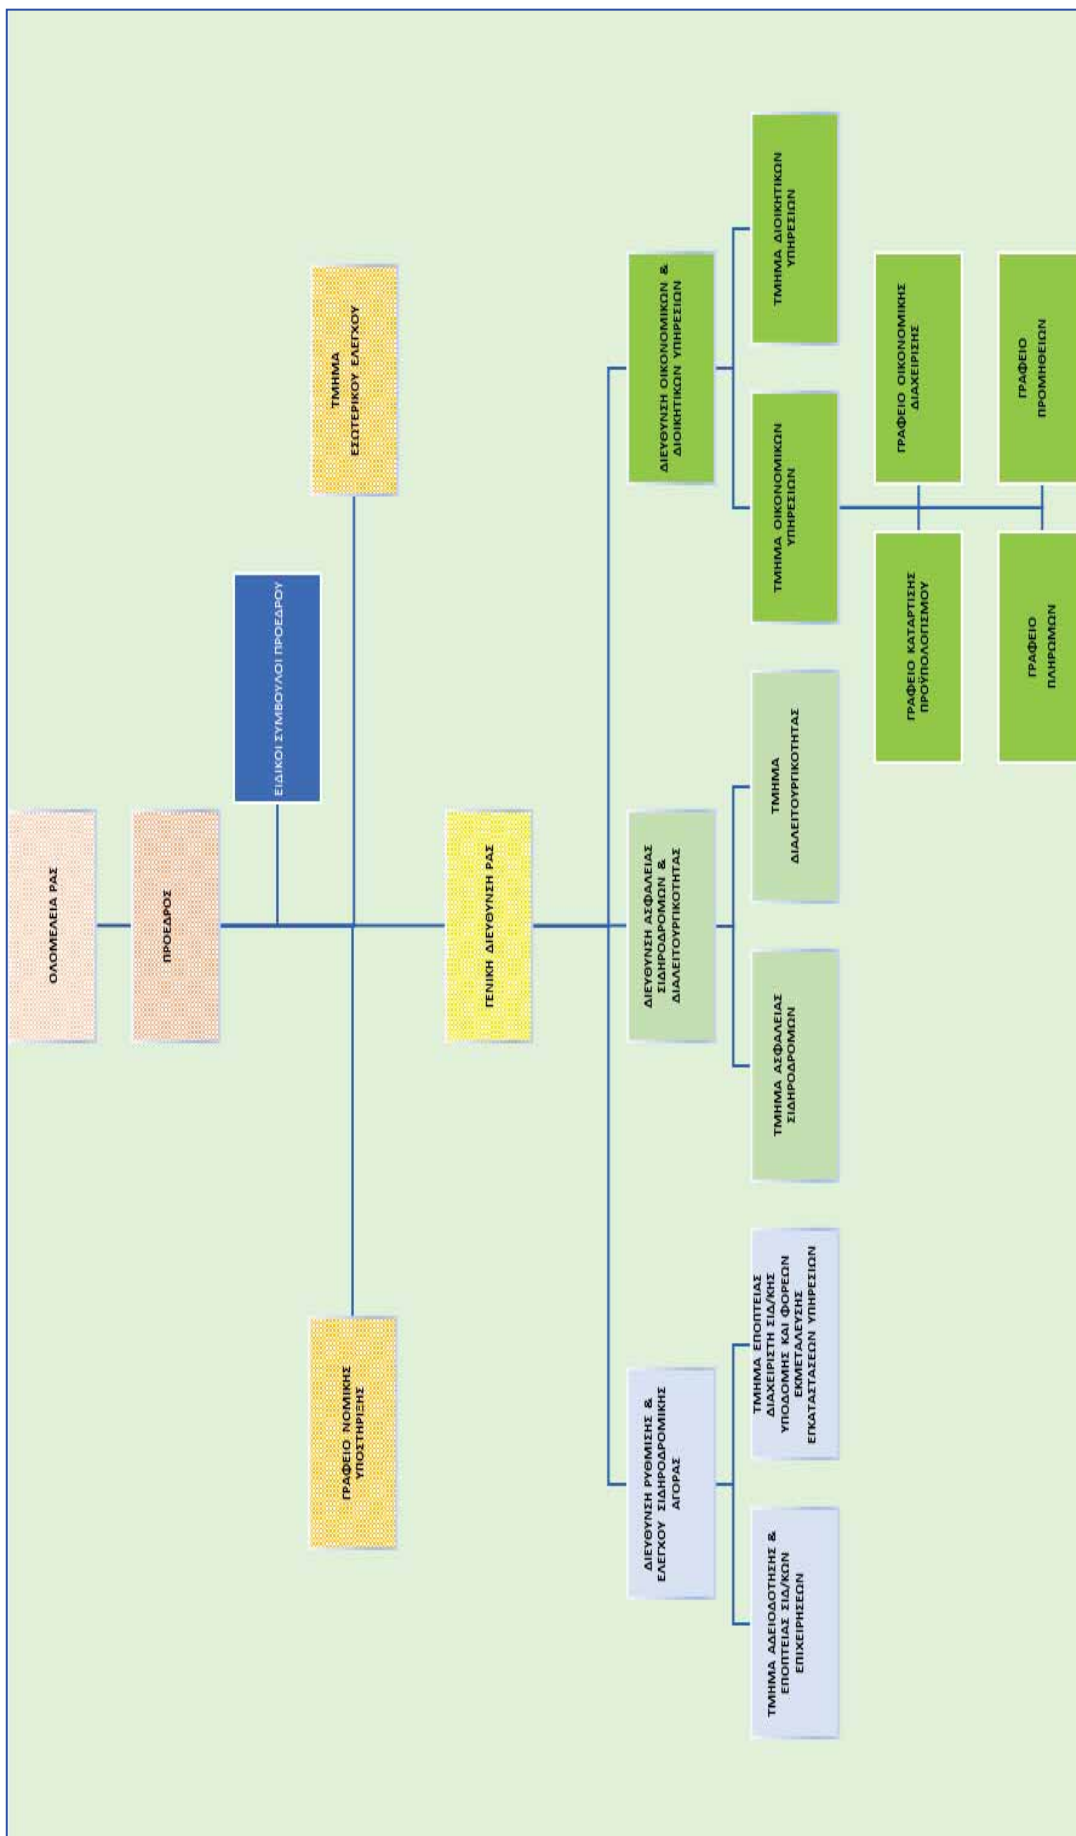 ΟΛΟΜΕΛΕΙΑ ΡΑΣ
ΠΡΟΕΔΡΟΣ
ΕΙΔΙΚΟΙ ΣΥΜΒΟΥΛΟΙ ΠΡΟΕΔΡΟΥ
ΓΡΑΦΕΙΟ ΝΟΜΙΚΗΣ
ΥΠΟΣΤΗΡΙΞΗΣ
ΤΜΗΜΑ
ΕΣΩΤΕΡΙΚΟΥ ΕΛΕΓΧΟΥ
ΓΕΝΙΚΗ ΔΙΕΥΘΥΝΣΗ ΡΑΣ
ΔΙΕΥΘΥΝΣΗ ΡΥΘΜΙΣΗΣ &
ΕΛΕΓΧΟΥ ΣΙΔΗΡΟΔΡΟΜΙΚΗΣ
ΑΓΟΡΑΣ
ΔΙΕΥΘΥΝΣΗ ΑΣΦΑΛΕΙΑΣ
ΣΙΔΗΡΟΔΡΟΜΩΝ &
ΔΙΑΛΕΙΤΟΥΡΓΙΚΟΤΗΤΑΣ
ΔΙΕΥΘΥΝΣΗ ΟΙΚΟΝΟΜΙΚΩΝ &
ΔΙΟΙΚΗΤΙΚΩΝ ΥΠΗΡΕΣΙΩΝ
ΤΜΗΜΑ ΑΔΕΙΟΔΟΤΗΣΗΣ &
ΕΠΟΠΤΕΙΑΣ ΣΙΔ/ΚΩΝ
ΕΠΙΧΕΙΡΗΣΕΩΝ
ΤΜΗΜΑ ΕΠΟΠΤΕΙΑΣ
ΔΙΑΧΕΙΡΙΣΤΗ ΣΙΔ/ΚΗΣ
ΥΠΟΔΟΜΗΣ ΚΑΙ ΦΟΡΕΩΝ
ΕΚΜΕΤΑΛΕΥΣΗΣ
ΕΓΚΑΤΑΣΤΑΣΕΩΝ ΥΠΗΡΕΣΙΩΝ
ΤΜΗΜΑ ΑΣΦΑΛΕΙΑΣ
ΣΙΔΗΡΟΔΡΟΜΩΝ
ΤΜΗΜΑ
ΔΙΑΛΕΙΤΟΥΡΓΙΚΟΤΗΤΑΣ
ΤΜΗΜΑ ΟΙΚΟΝΟΜΙΚΩΝ
ΥΠΗΡΕΣΙΩΝ
ΤΜΗΜΑ ΔΙΟΙΚΗΤΙΚΩΝ
ΥΠΗΡΕΣΙΩΝ
ΓΡΑΦΕΙΟ ΚΑΤΑΡΤΙΣΗΣ
ΠΡΟΫΠΟΛΟΓΙΣΜΟΥ
ΓΡΑΦΕΙΟ ΟΙΚΟΝΟΜΙΚΗΣ
ΔΙΑΧΕΙΡΙΣΗΣ
ΓΡΑΦΕΙΟ
ΠΛΗΡΩΜΩΝ
ΓΡΑΦΕΙΟ
ΠΡΟΜΗΘΕΙΩΝ